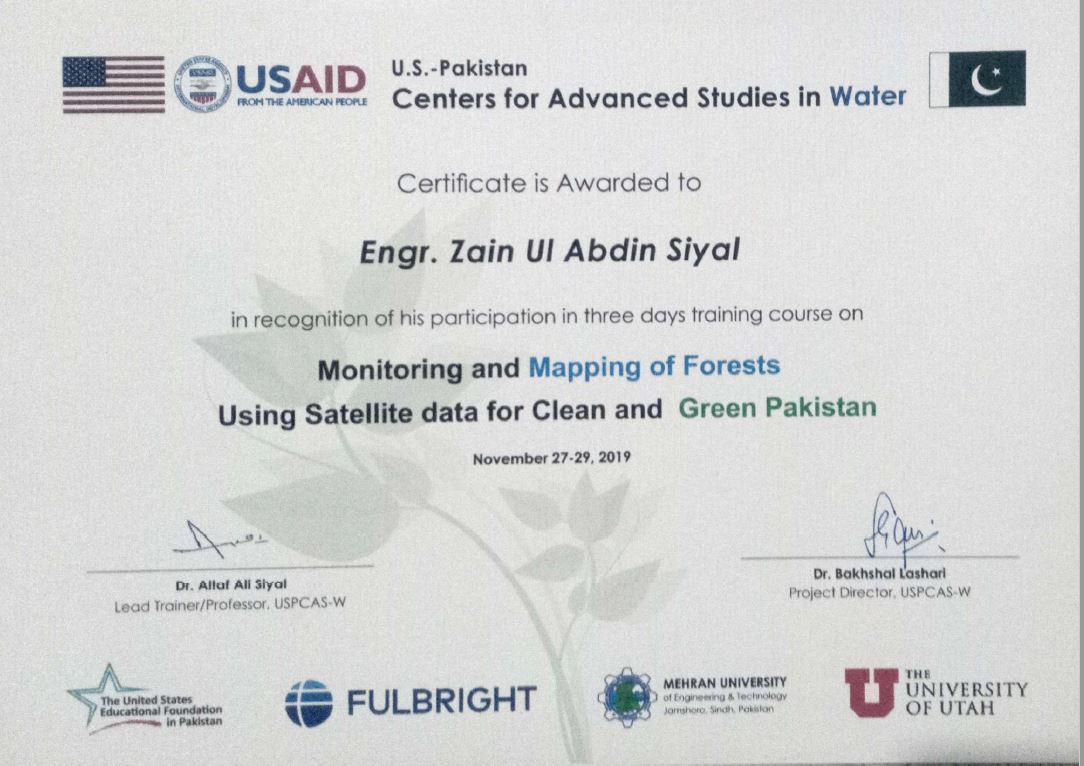 USAID
FROM THE AMERICAN PEOPLE
U.S.-Pakistan
Centers for Advanced Studies in Water
Certificate is Awarded to
Engr. Zain Ul Abdin Siyal
in recognition of his participation in three days training course on
Monitoring and Mapping of Forests
Using Satellite data for Clean and Green Pakistan
November 27-29, 2019
Dr. Altaf Ali Siyal
Lead Trainer/Professor, USPCAS-W
Dr. Bakhshal Lashari
Project Director, USPCAS-W
The United States
Educational Foundation
in Pakistan
FULBRIGHT
MEHRAN UNIVERSITY
of Engineering & Technology
Jamshoro, Sindh, Pakistan
U
THE
UNIVERSITY
OF UTAH